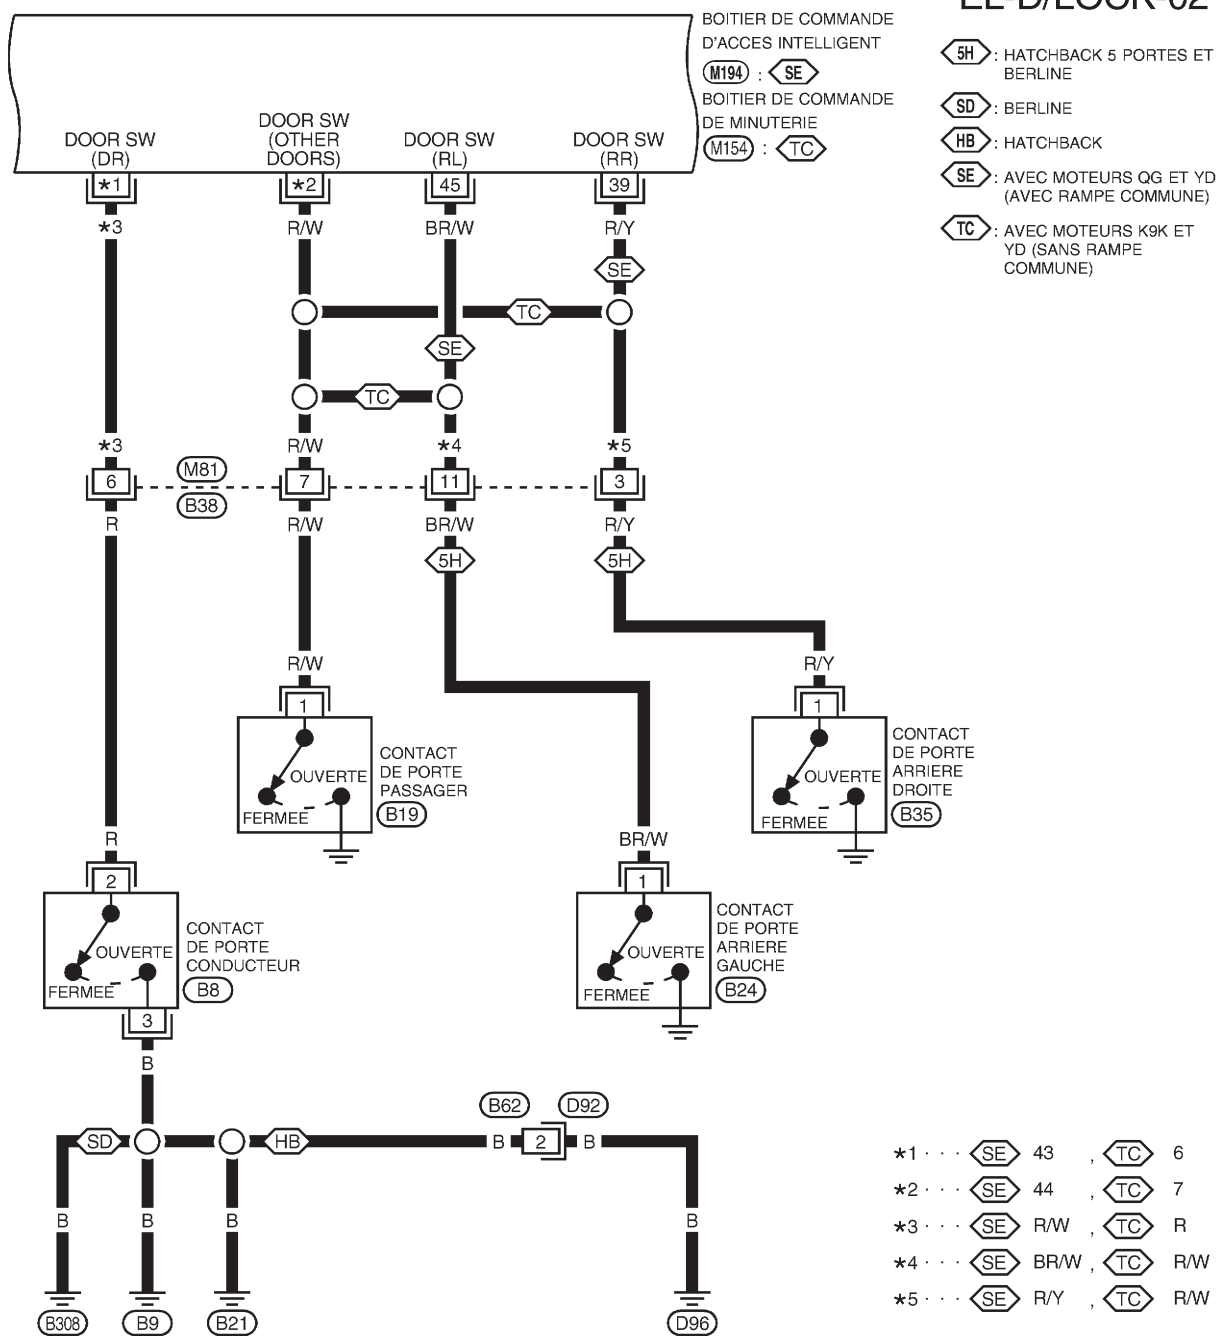 EL-D/LOCK-02
BOITIER DE COMMANDE
D'ACCES INTELLIGENT
M194 : SE
BOITIER DE COMMANDE
DE MINUTERIE
M154 : TC
5H : HATCHBACK 5 PORTES ET
BERLINE
SD : BERLINE
HB : HATCHBACK
SE : AVEC MOTEURS QG ET YD
(AVEC RAMPE COMMUNE)
TC : AVEC MOTEURS K9K ET
YD (SANS RAMPE
COMMUNE)
DOOR SW
(DR)
DOOR SW
(OTHER
DOORS)
DOOR SW
(RL)
DOOR SW
(RR)
*1 *2 45 39
*3 R/W BR/W R/Y
SE
TC
SE
TC
*3 R/W *4 *5
M81
6 7 11 3
B38
R R/W BR/W R/Y
5H 5H
R/W R/Y
1 1
OUVERTE
FERMEE
CONTACT
DE PORTE
PASSAGER
B19
OUVERTE
FERMEE
CONTACT
DE PORTE
ARRIERE
DROITE
B35
R BR/W
2 1
OUVERTE
FERMEE
CONTACT
DE PORTE
CONDUCTEUR
B8
OUVERTE
FERMEE
CONTACT
DE PORTE
ARRIERE
GAUCHE
B24
3
B
B62 D92
SD HB B 2 B
B B B B
B308 B9 B21 D96
*1 · · · SE 43 , TC 6
*2 · · · SE 44 , TC 7
*3 · · · SE R/W , TC R
*4 · · · SE BR/W , TC R/W
*5 · · · SE R/Y , TC R/W